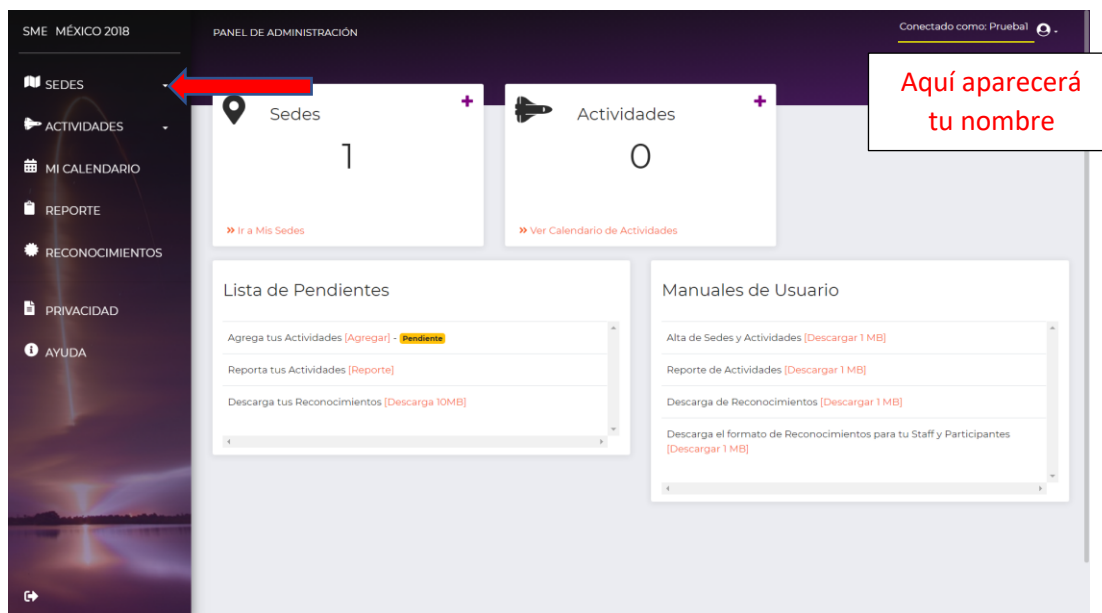 SME MÉXICO 2018
PANEL DE ADMINISTRACIÓN
Conectado como: Prueba1
Aquí aparecerá
tu nombre
SEDES
ACTIVIDADES
MI CALENDARIO
REPORTE
RECONOCIMIENTOS
PRIVACIDAD
AYUDA
Sedes
1
» Ir a Mis Sedes
Actividades
0
» Ver Calendario de Actividades
Lista de Pendientes
Agrega tus Actividades [Agregar] - Pendiente
Reporta tus Actividades [Reporte]
Descarga tus Reconocimientos [Descarga 10MB]
Manuales de Usuario
Alta de Sedes y Actividades [Descargar 1 MB]
Reporte de Actividades [Descargar 1 MB]
Descarga de Reconocimientos [Descargar 1 MB]
Descarga el formato de Reconocimientos para tu Staff y Participantes
[Descargar 1 MB]